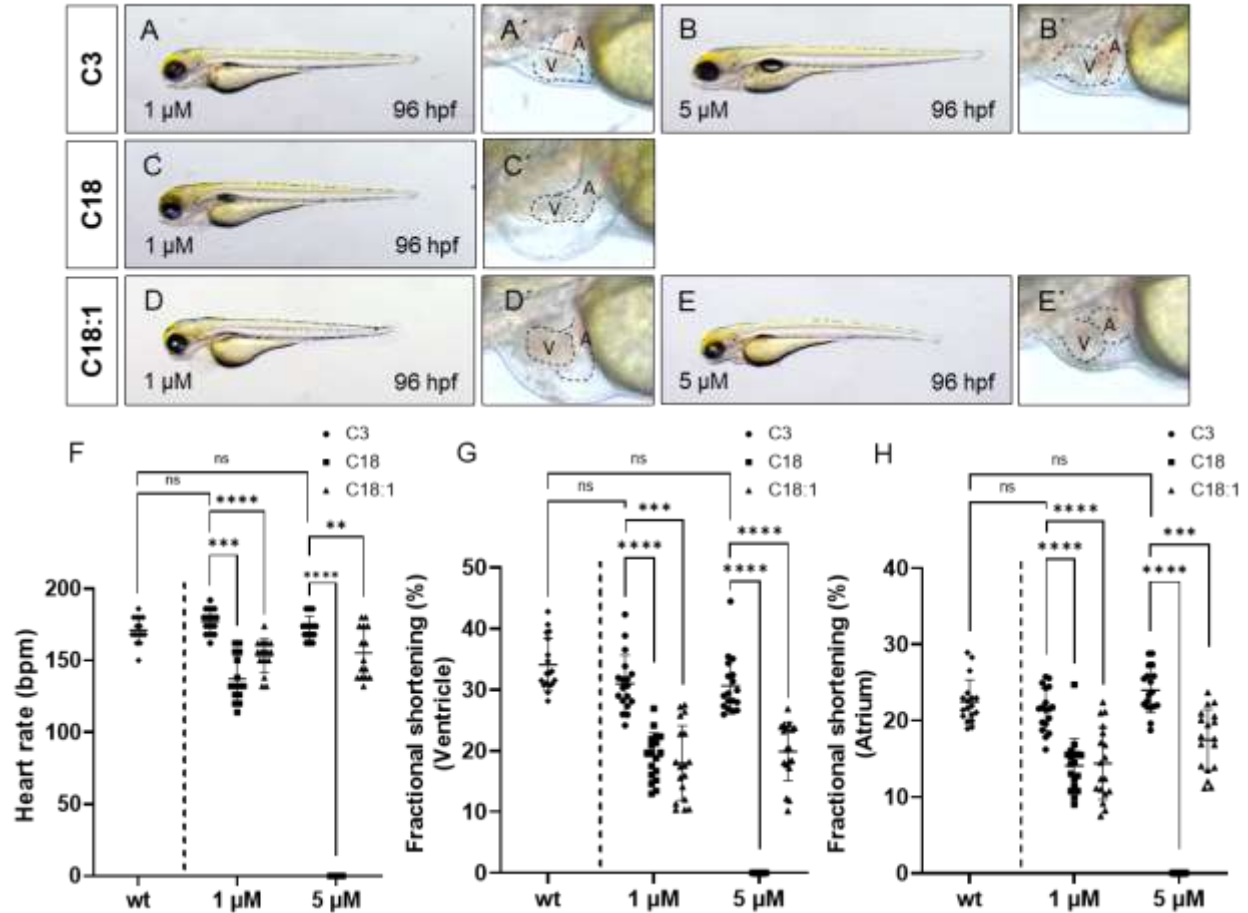 C3
A
1 µM
96 hpf
A´
A
V
B
5 µM
96 hpf
B´
A
V
C18
C
1 µM
96 hpf
C´
A
V
C18:1
D
1 µM
96 hpf
D´
A
V
E
5 µM
96 hpf
E´
A
V
F
C3
C18
C18:1
ns
ns
****
***
**
****
Heart rate (bpm)
200
150
100
50
0
wt
1 µM
5 µM
G
C3
C18
C18:1
ns
ns
***
****
****
****
Fractional shortening (%)
(Ventricle)
50
40
30
20
10
0
wt
1 µM
5 µM
H
C3
C18
C18:1
ns
ns
****
****
***
****
Fractional shortening (%)
(Atrium)
40
30
20
10
0
wt
1 µM
5 µM